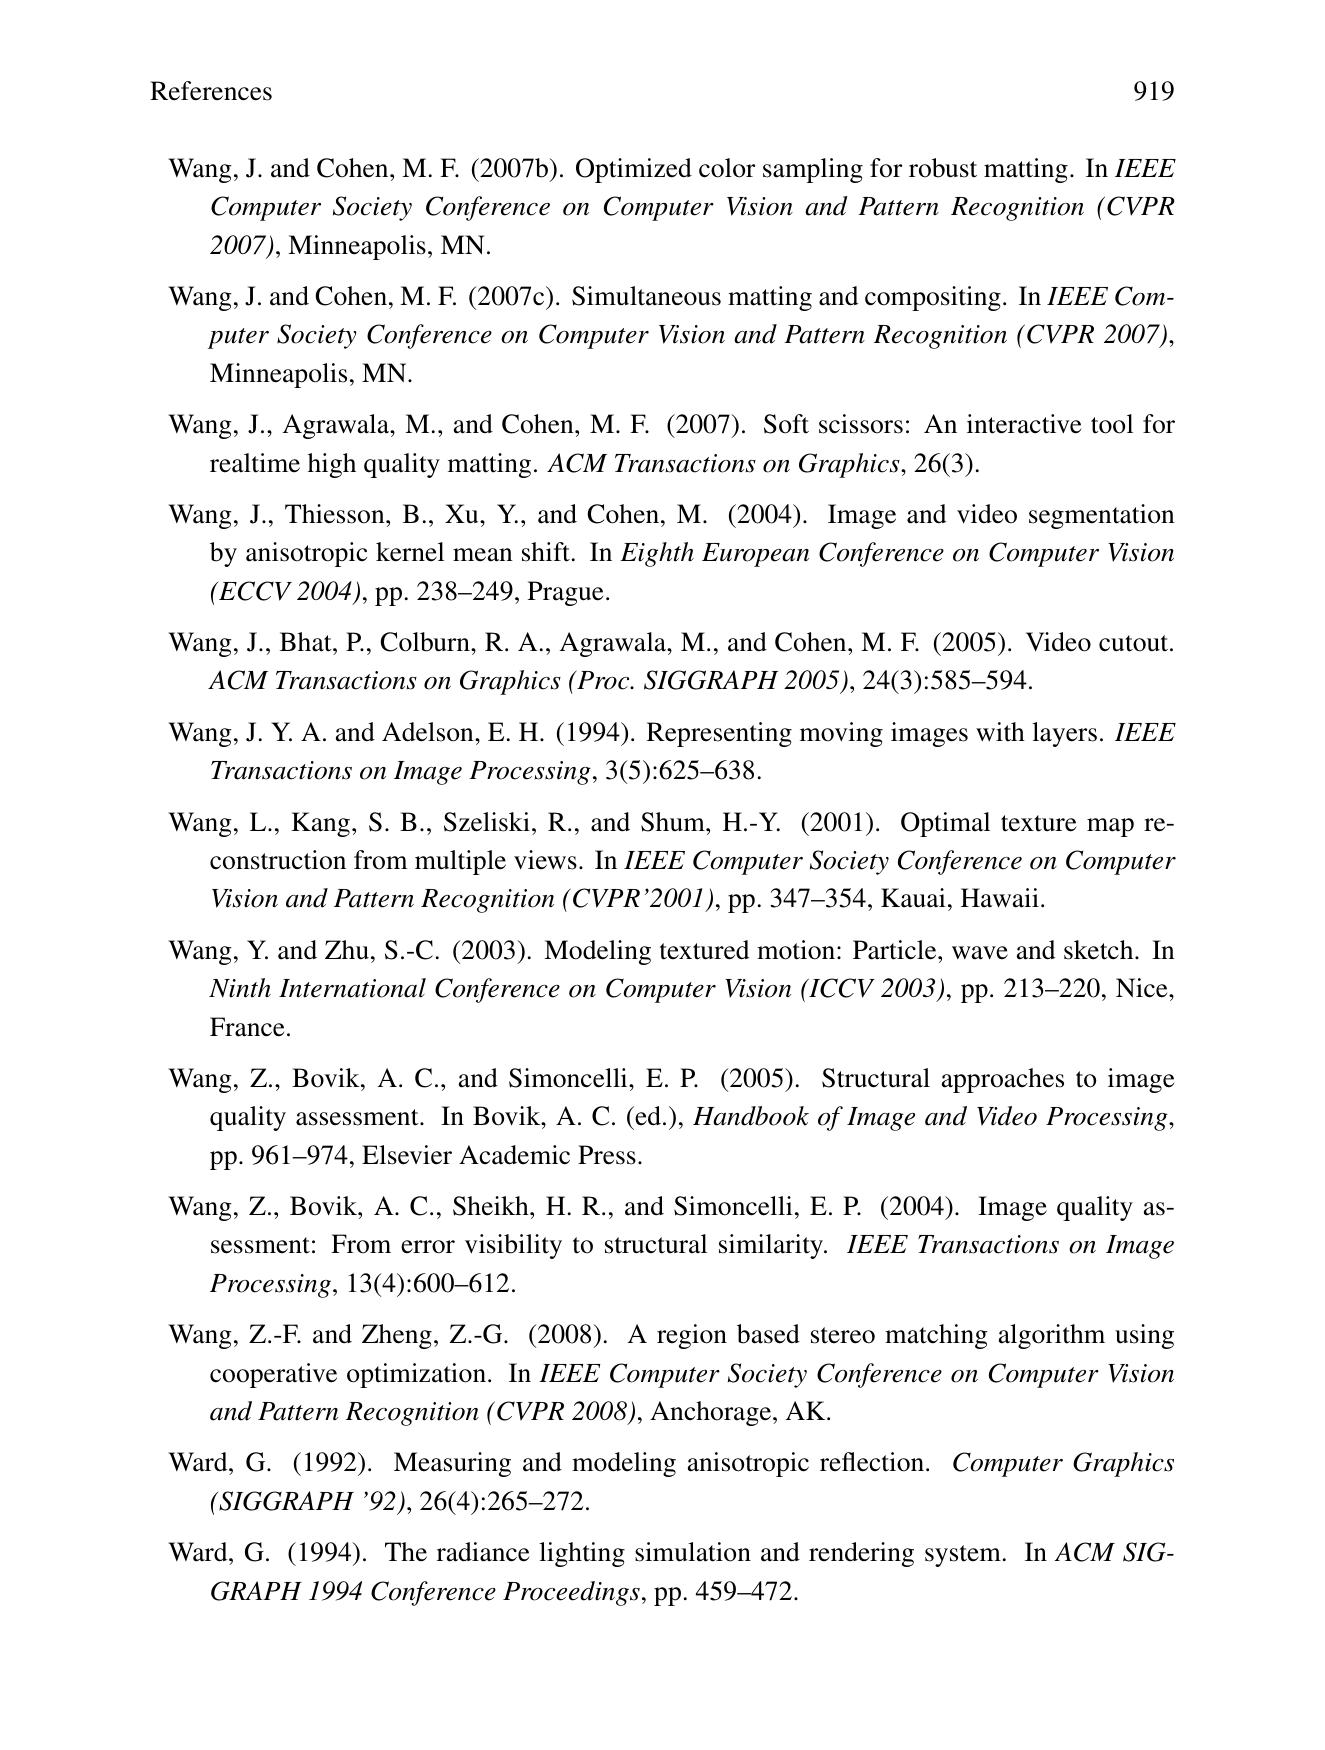 References 919
Wang, J. and Cohen, M. F. (2007b). Optimized color sampling for robust matting. In IEEE
Computer Society Conference on Computer Vision and Pattern Recognition (CVPR
2007), Minneapolis, MN.
Wang, J. and Cohen, M. F. (2007c). Simultaneous matting and compositing. In IEEE Com-
puter Society Conference on Computer Vision and Pattern Recognition (CVPR 2007),
Minneapolis, MN.
Wang, J., Agrawala, M., and Cohen, M. F. (2007). Soft scissors: An interactive tool for
realtime high quality matting. ACM Transactions on Graphics, 26(3).
Wang, J., Thiesson, B., Xu, Y., and Cohen, M. (2004). Image and video segmentation
by anisotropic kernel mean shift. In Eighth European Conference on Computer Vision
(ECCV 2004), pp. 238–249, Prague.
Wang, J., Bhat, P., Colburn, R. A., Agrawala, M., and Cohen, M. F. (2005). Video cutout.
ACM Transactions on Graphics (Proc. SIGGRAPH 2005), 24(3):585–594.
Wang, J. Y. A. and Adelson, E. H. (1994). Representing moving images with layers. IEEE
Transactions on Image Processing, 3(5):625–638.
Wang, L., Kang, S. B., Szeliski, R., and Shum, H.-Y. (2001). Optimal texture map re-
construction from multiple views. In IEEE Computer Society Conference on Computer
Vision and Pattern Recognition (CVPR’2001), pp. 347–354, Kauai, Hawaii.
Wang, Y. and Zhu, S.-C. (2003). Modeling textured motion: Particle, wave and sketch. In
Ninth International Conference on Computer Vision (ICCV 2003), pp. 213–220, Nice,
France.
Wang, Z., Bovik, A. C., and Simoncelli, E. P. (2005). Structural approaches to image
quality assessment. In Bovik, A. C. (ed.), Handbook of Image and Video Processing,
pp. 961–974, Elsevier Academic Press.
Wang, Z., Bovik, A. C., Sheikh, H. R., and Simoncelli, E. P. (2004). Image quality as-
sessment: From error visibility to structural similarity. IEEE Transactions on Image
Processing, 13(4):600–612.
Wang, Z.-F. and Zheng, Z.-G. (2008). A region based stereo matching algorithm using
cooperative optimization. In IEEE Computer Society Conference on Computer Vision
and Pattern Recognition (CVPR 2008), Anchorage, AK.
Ward, G. (1992). Measuring and modeling anisotropic reflection. Computer Graphics
(SIGGRAPH ’92), 26(4):265–272.
Ward, G. (1994). The radiance lighting simulation and rendering system. In ACM SIG-
GRAPH 1994 Conference Proceedings, pp. 459–472.